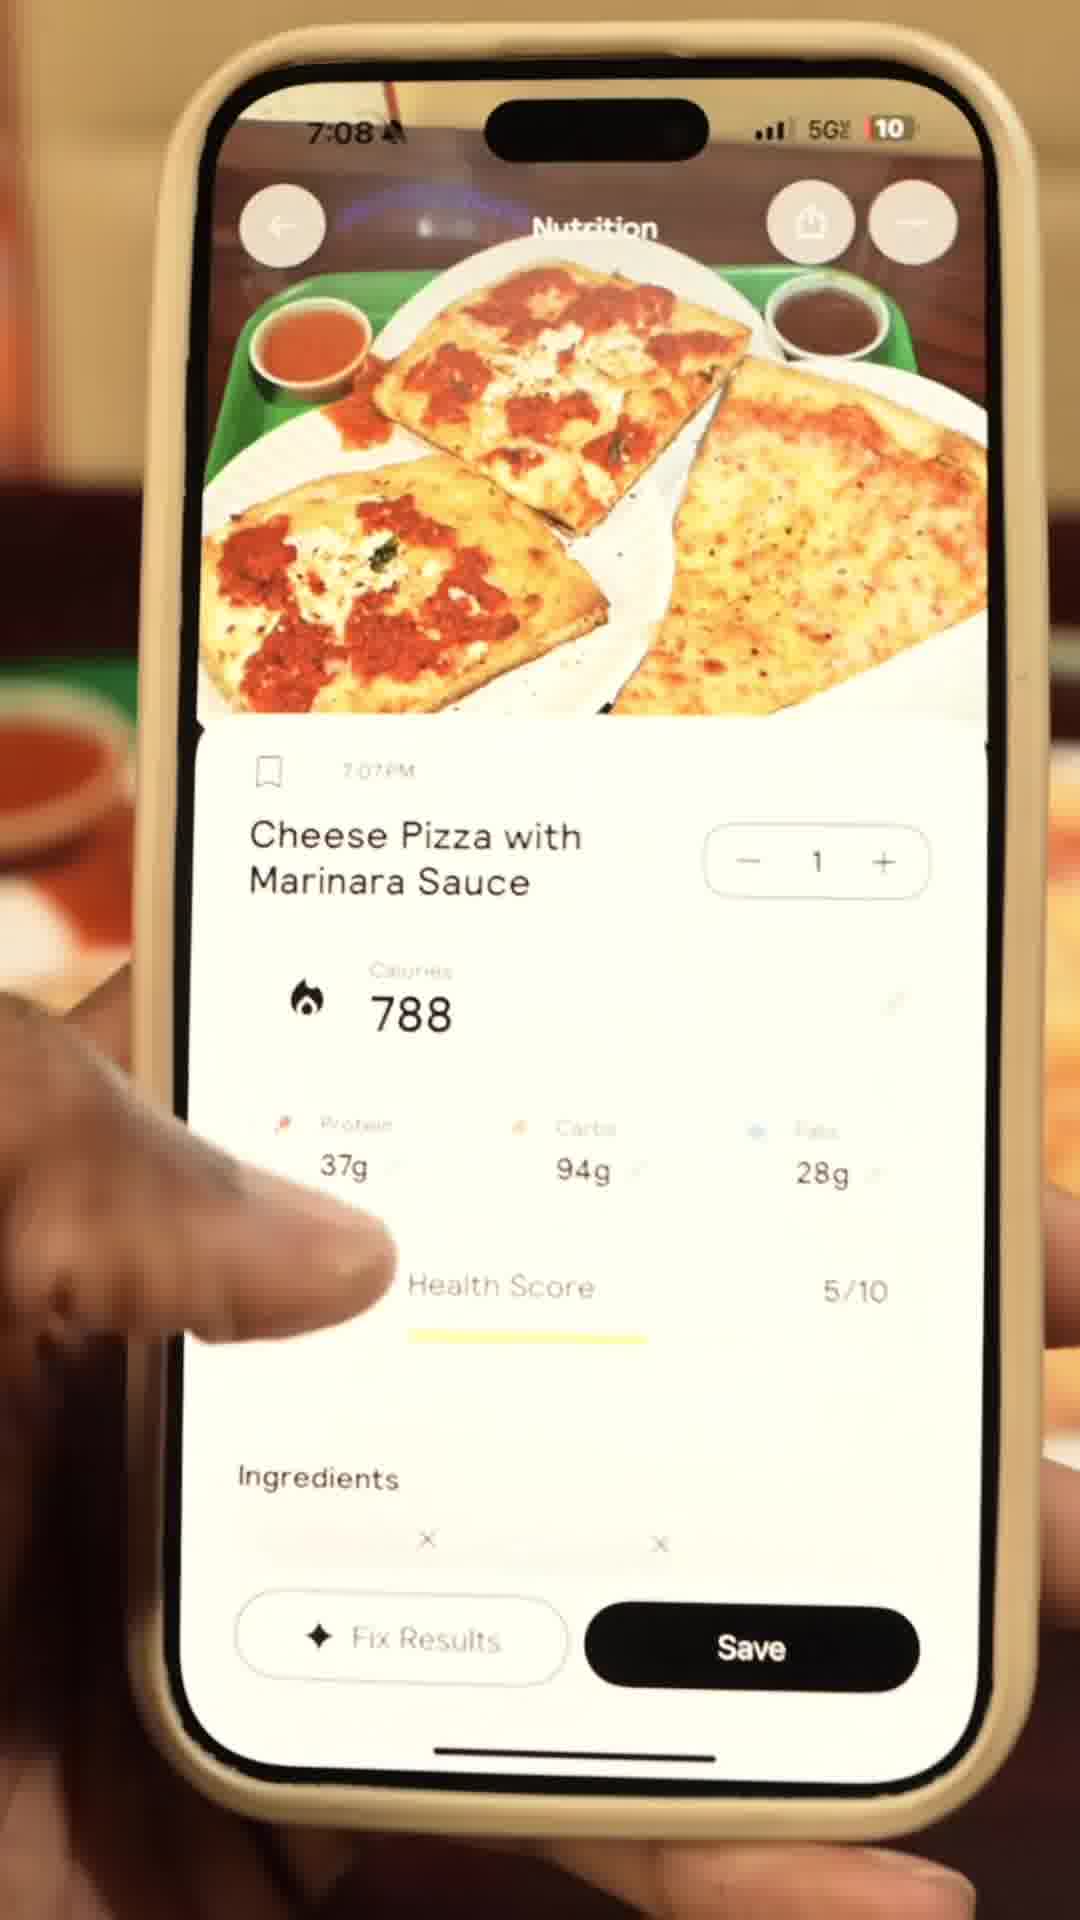 7:08
5G
10
Nutrition
7:07 PM
Cheese Pizza with
Marinara Sauce
1
Calories
788
Protein
Carbs
Fats
37g
94g
28g
Health Score
5/10
Ingredients
Fix Results
Save